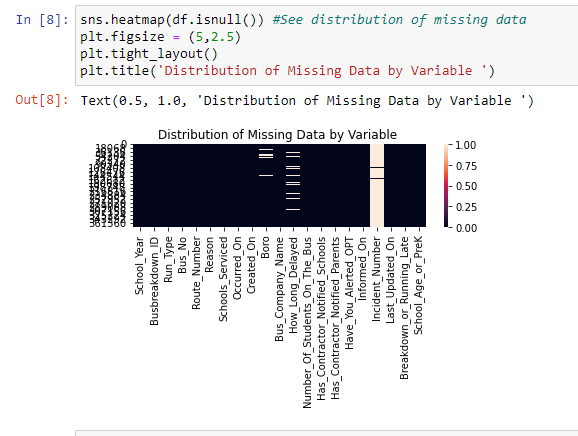 In [8]: sns.heatmap(df.isnull()) #See distribution of missing data
plt.figsize = (5,2.5)
plt.tight_layout()
plt.title('Distribution of Missing Data by Variable ')
Out[8]: Text(0.5, 1.0, 'Distribution of Missing Data by Variable ')
Distribution of Missing Data by Variable
0
18060
361560
1.00
0.75
0.50
0.25
0.00
School_Year
Busbreakdown_ID
Run_Type
Bus_No
Route_Number
Reason
Schools_Serviced
Occurred_On
Created_On
Boro
Bus_Company_Name
How_Long_Delayed
Number_Of_Students_On_The_Bus
Has_Contractor_Notified_Schools
Has_Contractor_Notified_Parents
Have_You_Alerted_OPT
Informed_On
Incident_Number
Last_Updated_On
Breakdown_or_Running_Late
School_Age_or_PreK